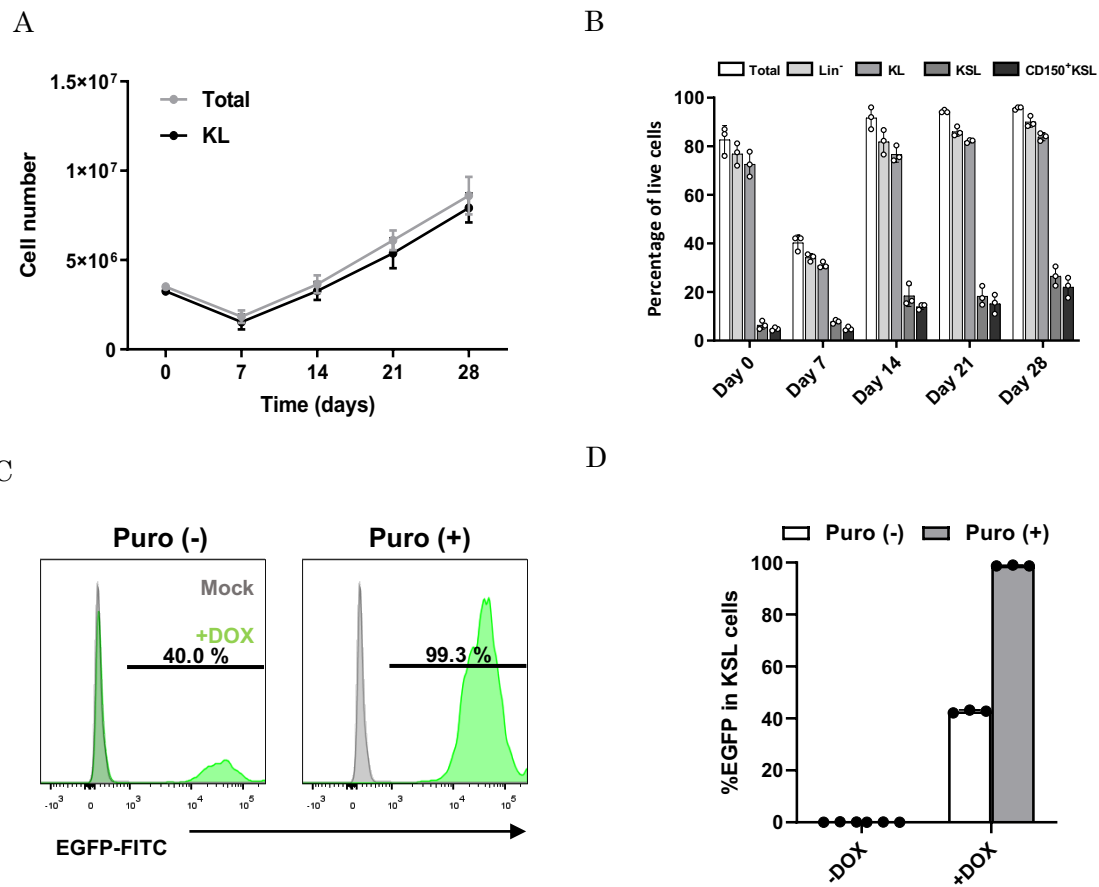 A
1.5×10⁷
1×10⁷
5×10⁶
0
Cell number
Total
KL
0 7 14 21 28
Time (days)
B
Total Lin⁻ KL KSL CD150⁺KSL
100
80
60
40
20
0
Percentage of live cells
Day 0 Day 7 Day 14 Day 21 Day 28
C
Puro (-) Puro (+)
Mock
+DOX
40.0 % 99.3 %
-10³ 0 10³ 10⁴ 10⁵ -10³ 0 10³ 10⁴ 10⁵
EGFP-FITC
D
Puro (-) Puro (+)
100
80
60
40
20
0
%EGFP in KSL cells
-DOX +DOX